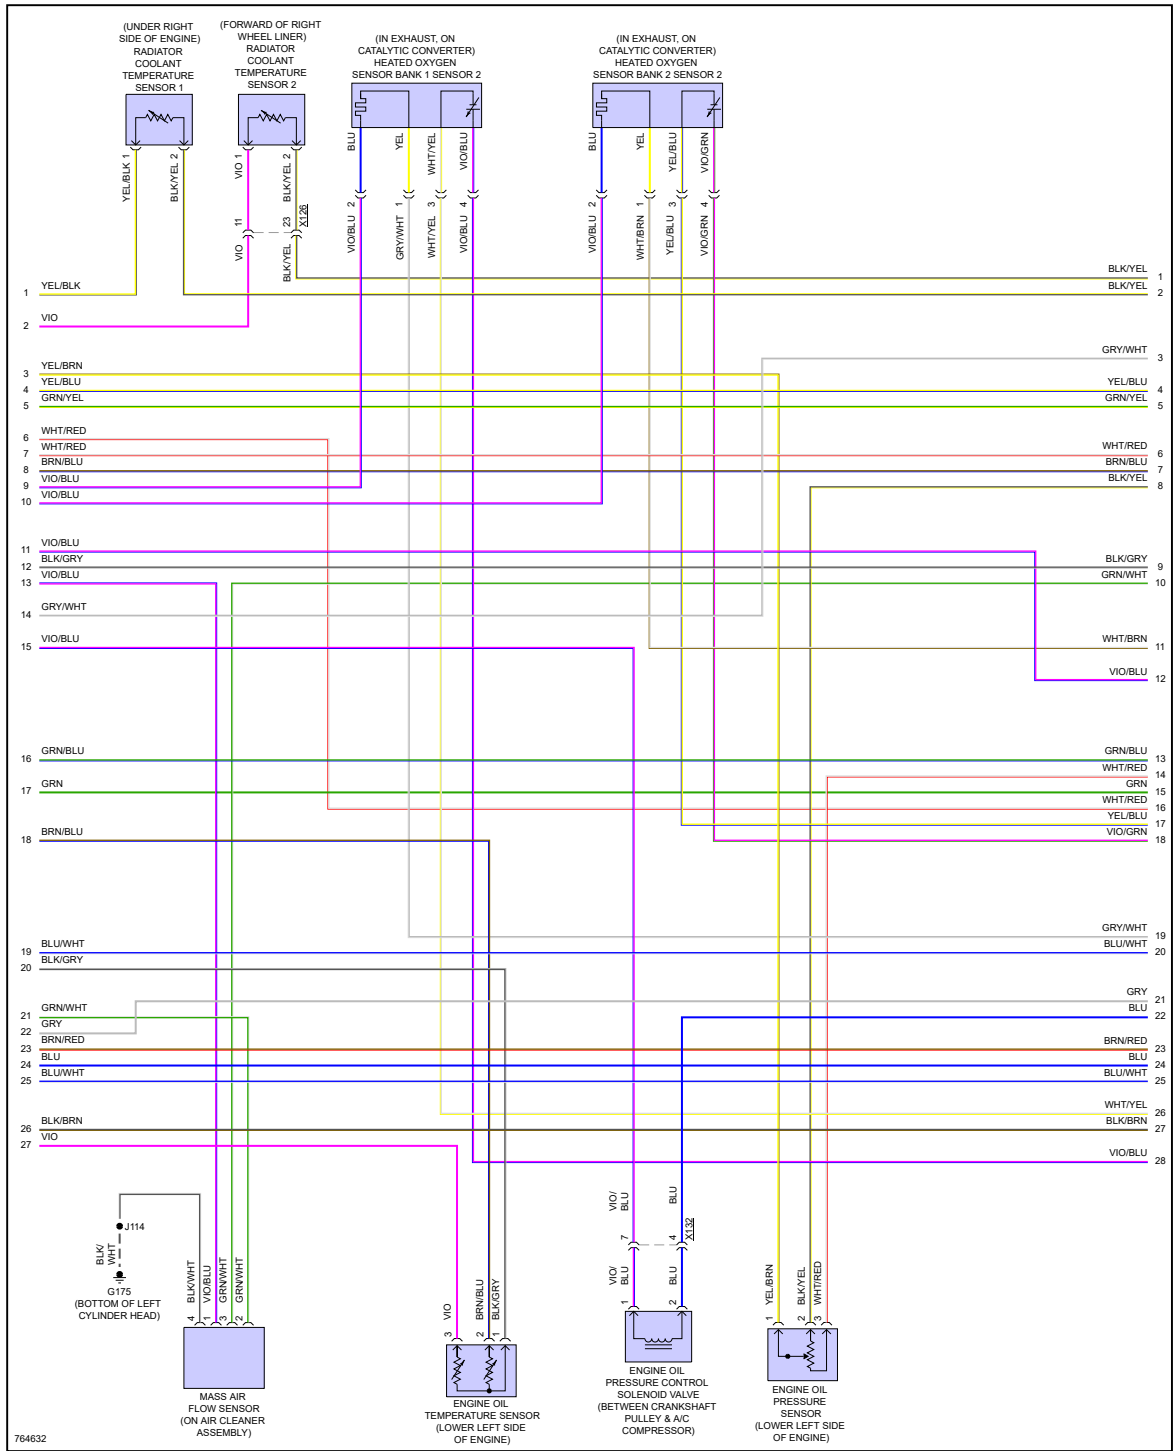 (UNDER RIGHT
SIDE OF ENGINE)
RADIATOR
COOLANT
TEMPERATURE
SENSOR 1
(FORWARD OF RIGHT
WHEEL LINER)
RADIATOR
COOLANT
TEMPERATURE
SENSOR 2
(IN EXHAUST, ON
CATALYTIC CONVERTER)
HEATED OXYGEN
SENSOR BANK 1 SENSOR 2
(IN EXHAUST, ON
CATALYTIC CONVERTER)
HEATED OXYGEN
SENSOR BANK 2 SENSOR 2
YEL/BLK 1
BLK/YEL 2
VIO 1
BLK/YEL 2
BLU
YEL
WHT/YEL
VIO/BLU
BLU
YEL
YEL/BLU
VIO/GRN
11
23
X126
VIO
BLK/YEL
VIO/BLU 2
GRY/WHT 1
WHT/YEL 3
VIO/BLU 4
VIO/BLU 2
WHT/BRN 1
YEL/BLU 3
VIO/GRN 4
1 YEL/BLK
2 VIO
3 YEL/BRN
4 YEL/BLU
5 GRN/YEL
6 WHT/RED
7 WHT/RED
8 BRN/BLU
9 VIO/BLU
10 VIO/BLU
11 VIO/BLU
12 BLK/GRY
13 VIO/BLU
14 GRY/WHT
15 VIO/BLU
16 GRN/BLU
17 GRN
18 BRN/BLU
19 BLU/WHT
20 BLK/GRY
21 GRN/WHT
22 GRY
23 BRN/RED
24 BLU
25 BLU/WHT
26 BLK/BRN
27 VIO
BLK/YEL 1
BLK/YEL 2
GRY/WHT 3
YEL/BLU 4
GRN/YEL 5
WHT/RED 6
BRN/BLU 7
BLK/YEL 8
BLK/GRY 9
GRN/WHT 10
WHT/BRN 11
VIO/BLU 12
GRN/BLU 13
WHT/RED 14
GRN 15
WHT/RED 16
YEL/BLU 17
VIO/GRN 18
GRY/WHT 19
BLU/WHT 20
GRY 21
BLU 22
BRN/RED 23
BLU 24
BLU/WHT 25
WHT/YEL 26
BLK/BRN 27
VIO/BLU 28
J114
BLK/
WHT
G175
(BOTTOM OF LEFT
CYLINDER HEAD)
4 BLK/WHT
1 VIO/BLU
3 GRN/WHT
2 GRN/WHT
MASS AIR
FLOW SENSOR
(ON AIR CLEANER
ASSEMBLY)
3 VIO
2 BRN/BLU
1 BLK/GRY
ENGINE OIL
TEMPERATURE SENSOR
(LOWER LEFT SIDE
OF ENGINE)
VIO/
BLU
BLU
7
4
X132
VIO/
BLU
BLU
1
2
ENGINE OIL
PRESSURE CONTROL
SOLENOID VALVE
(BETWEEN CRANKSHAFT
PULLEY & A/C
COMPRESSOR)
1 YEL/BRN
2 BLK/YEL
3 WHT/RED
ENGINE OIL
PRESSURE
SENSOR
(LOWER LEFT SIDE
OF ENGINE)
764632